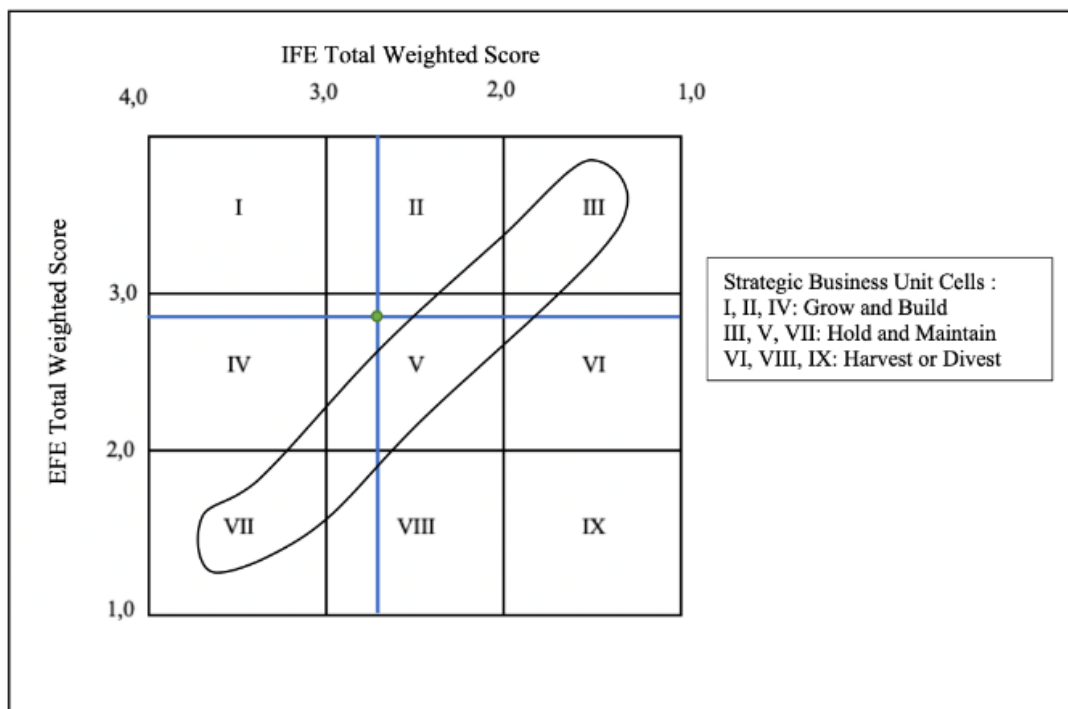 IFE Total Weighted Score
4,0 3,0 2,0 1,0
I II III
EFE Total Weighted Score
3,0
Strategic Business Unit Cells :
I, II, IV: Grow and Build
III, V, VII: Hold and Maintain
VI, VIII, IX: Harvest or Divest
IV V VI
2,0
VII VIII IX
1,0